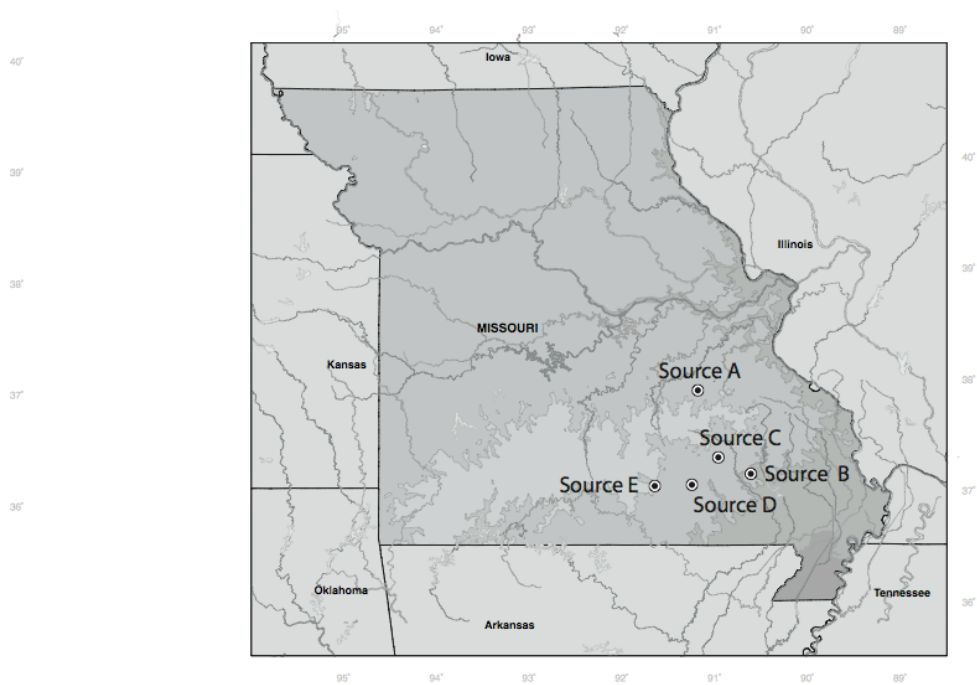 95° 94° 93° 92° 91° 90° 89°
40°
Iowa
39°
40°
Illinois
39°
38°
MISSOURI
Kansas
Source A
38°
37°
Source C
Source B
Source E
37°
Source D
36°
Oklahoma
Tennessee
36°
Arkansas
95° 94° 93° 92° 91° 90° 89°